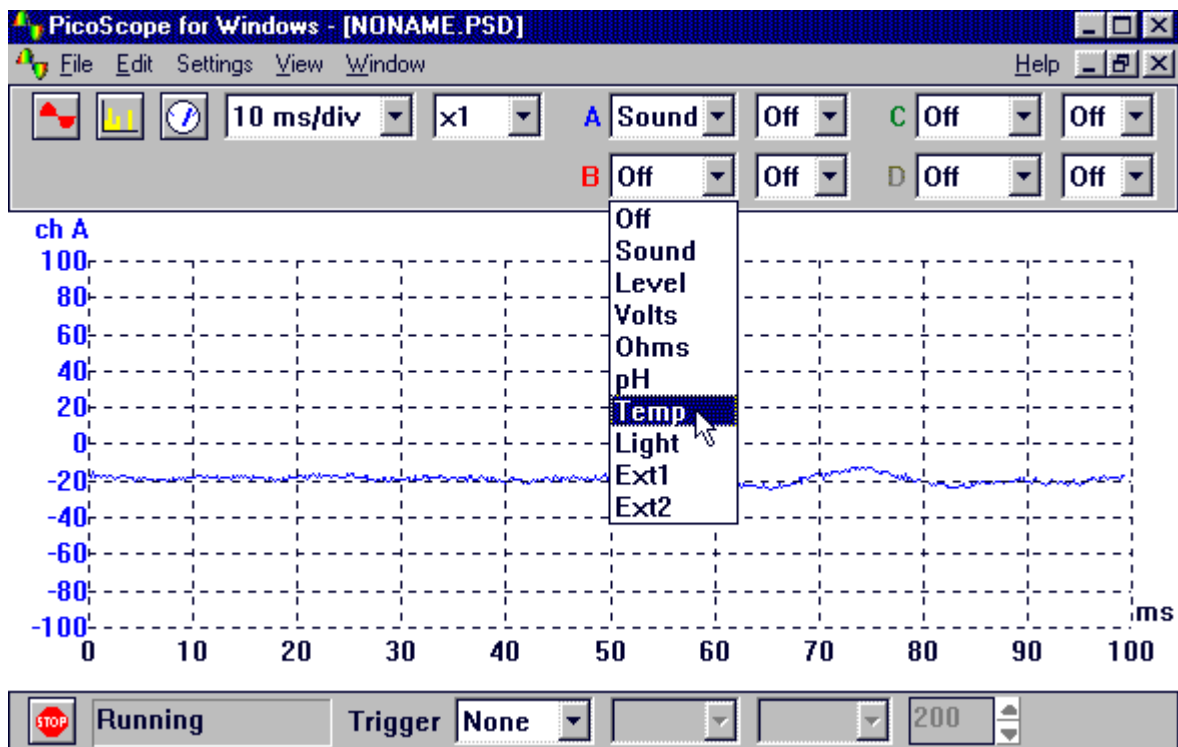 PicoScope for Windows - [NONAME.PSD]
File Edit Settings View Window Help
10 ms/div x1 A Sound Off C Off Off
B Off Off D Off Off
Off
Sound
Level
Volts
Ohms
pH
Temp
Light
Ext1
Ext2
ch A
100
80
60
40
20
0
-20
-40
-60
-80
-100
ms
0 10 20 30 40 50 60 70 80 90 100
STOP Running Trigger None 200